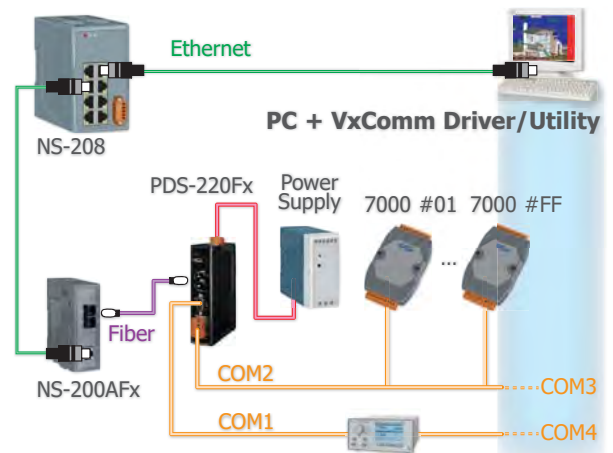 Ethernet
PC + VxComm Driver/Utility
NS-208
PDS-220Fx
Power
Supply
7000 #01
7000 #FF
...
Fiber
NS-200AFx
COM2
COM3
COM1
COM4